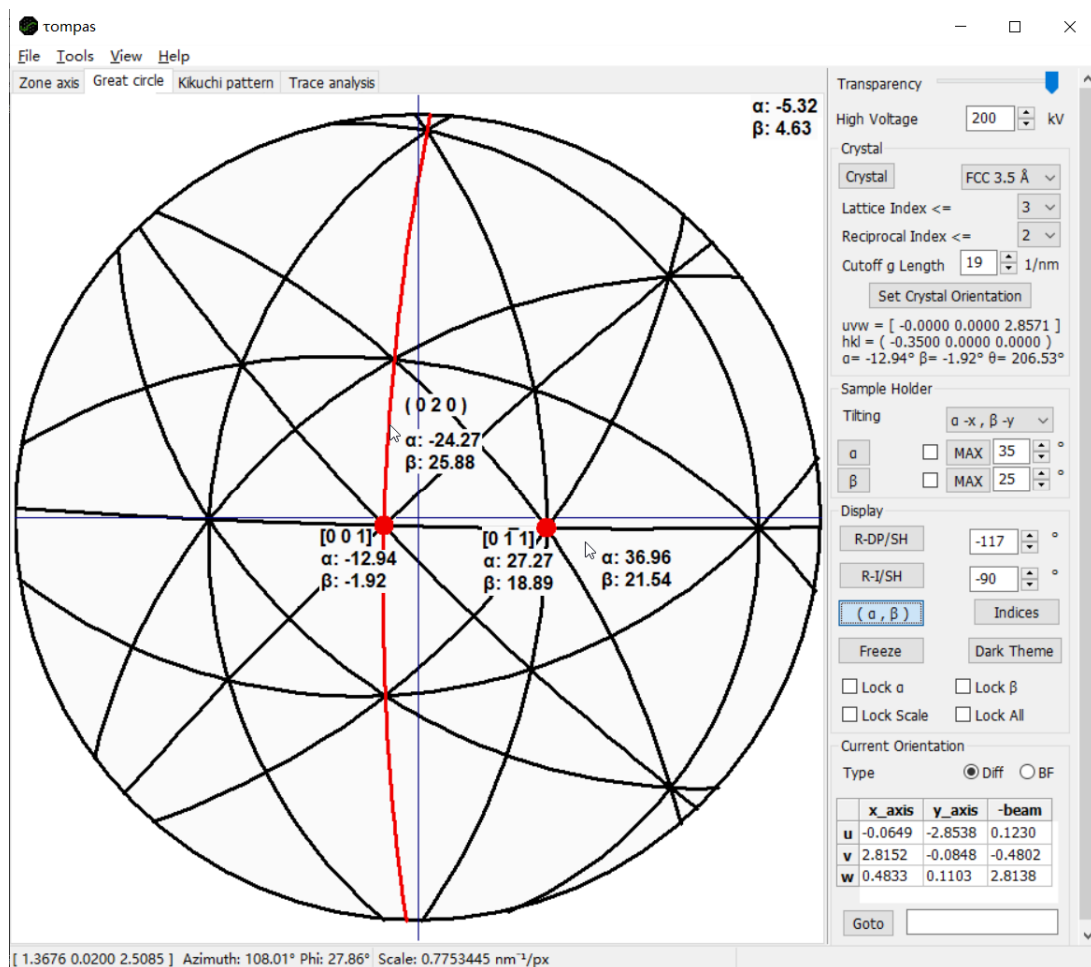 τompas
File Tools View Help
Zone axis Great circle Kikuchi pattern Trace analysis
α: -5.32
β: 4.63
( 0 2 0 )
α: -24.27
β: 25.88
[0 0 1]
α: -12.94
β: -1.92
[0 1 1]
α: 27.27
β: 18.89
α: 36.96
β: 21.54
Transparency
High Voltage 200 kV
Crystal
Crystal FCC 3.5 Å
Lattice Index <= 3
Reciprocal Index <= 2
Cutoff g Length 19 1/nm
Set Crystal Orientation
uvw = [ -0.0000 0.0000 2.8571 ]
hkl = ( -0.3500 0.0000 0.0000 )
α= -12.94° β= -1.92° θ= 206.53°
Sample Holder
Tilting α -x , β -y
α MAX 35 °
β MAX 25 °
Display
R-DP/SH -117 °
R-I/SH -90 °
( α , β ) Indices
Freeze Dark Theme
Lock α Lock β
Lock Scale Lock All
Current Orientation
Type Diff BF
x_axis y_axis -beam
u -0.0649 -2.8538 0.1230
v 2.8152 -0.0848 -0.4802
w 0.4833 0.1103 2.8138
Goto
[ 1.3676 0.0200 2.5085 ] Azimuth: 108.01° Phi: 27.86° Scale: 0.7753445 nm⁻¹/px